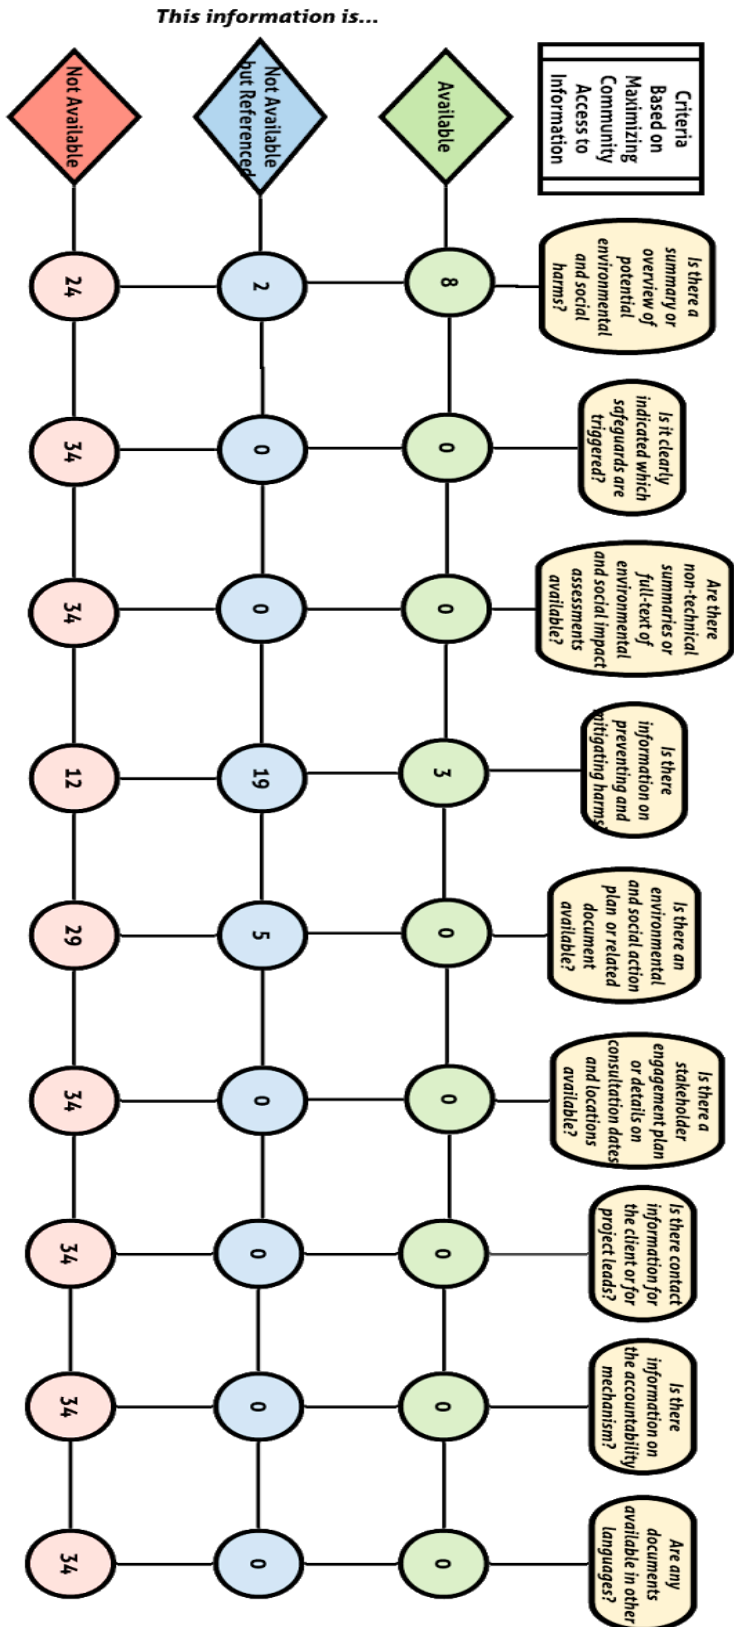 This information is...
Criteria
Based on
Maximizing
Community
Access to
Information
Available
Not Available
but Referenced
Not Available
Is there a
summary or
overview of
potential
environmental
and social
harms?
8
2
24
Is it clearly
indicated which
safeguards are
triggered?
0
0
34
Are there
non-technical
summaries or
full-text of
environmental
and social impact
assessments
available?
0
0
34
Is there
information on
preventing and
mitigating harms?
3
19
12
Is there an
environmental
and social action
plan or related
document
available?
0
5
29
Is there a
stakeholder
engagement plan
or details on
consultation dates
and locations
available?
0
0
34
Is there contact
information for
the client or for
project leads?
0
0
34
Is there
information on
the accountability
mechanism?
0
0
34
Are any
documents
available in other
languages?
0
0
34